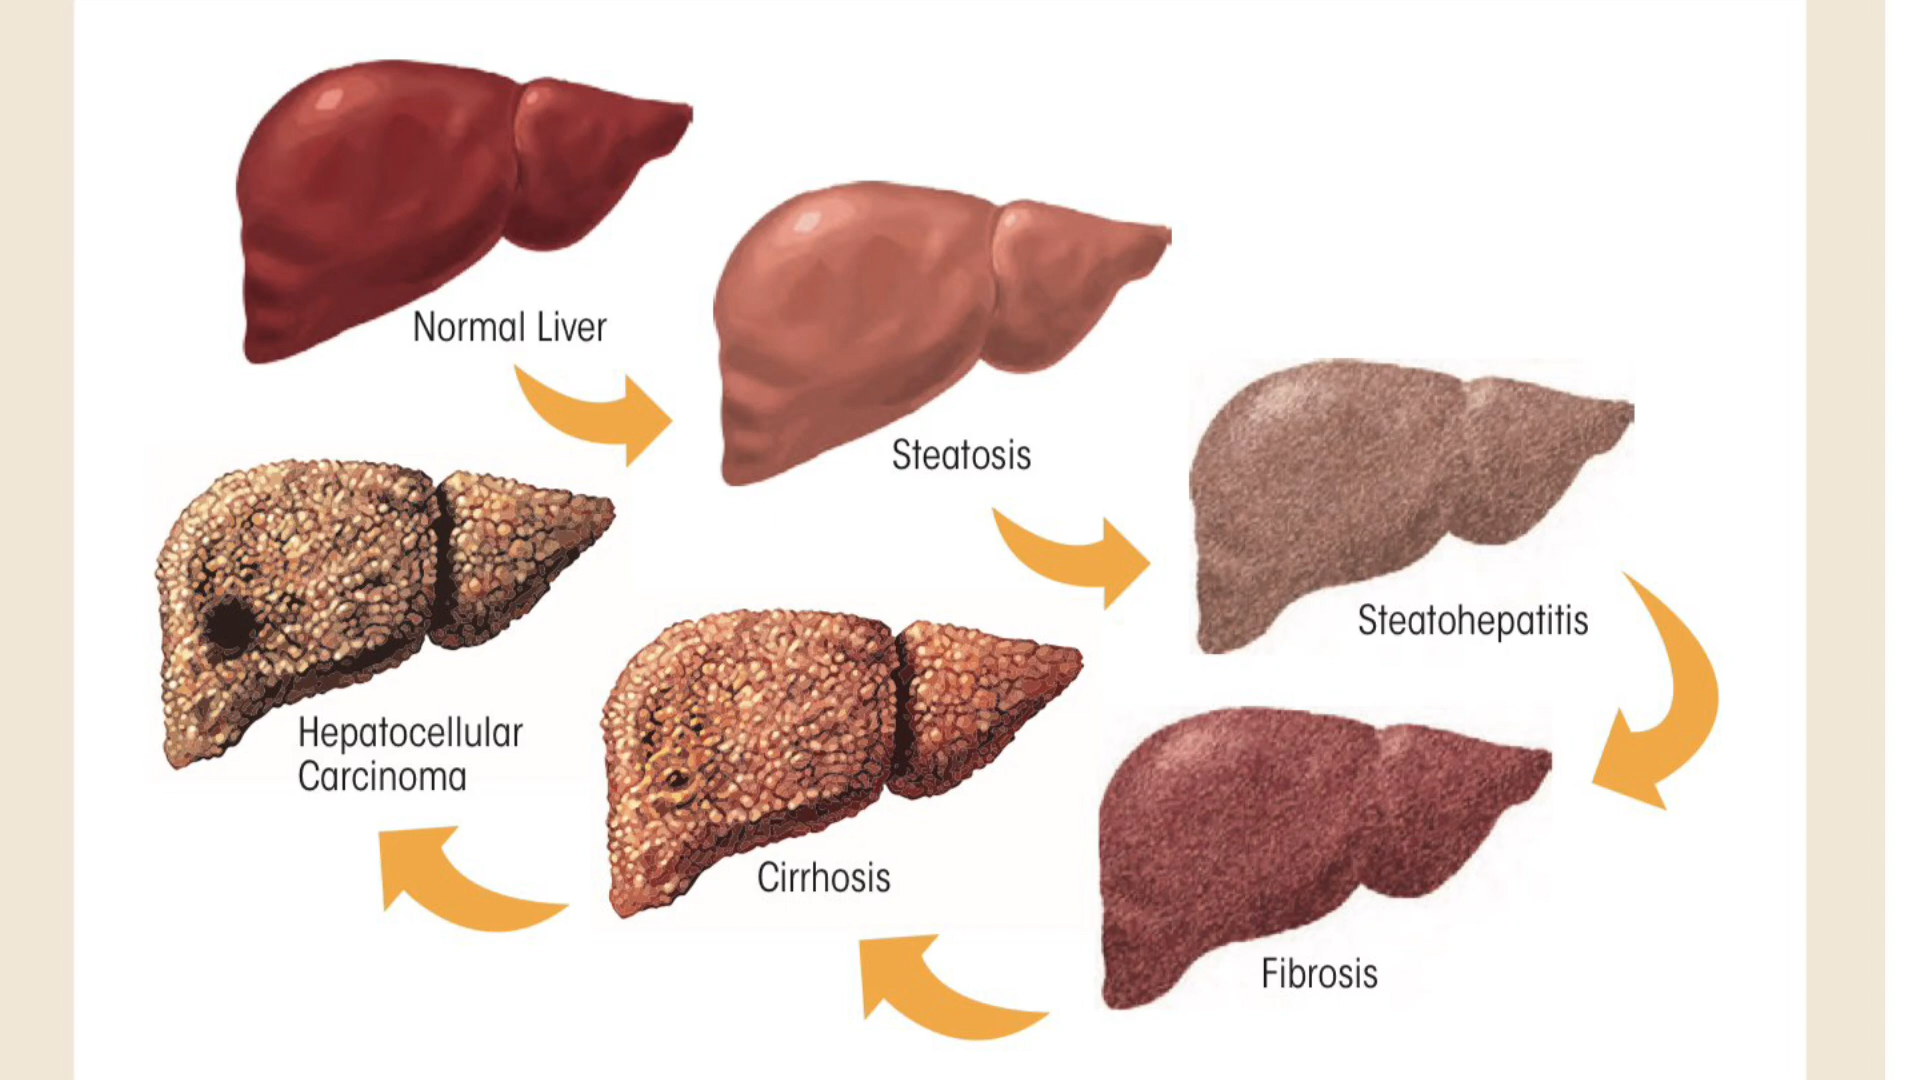 Normal Liver
Steatosis
Steatohepatitis
Fibrosis
Cirrhosis
Hepatocellular
Carcinoma